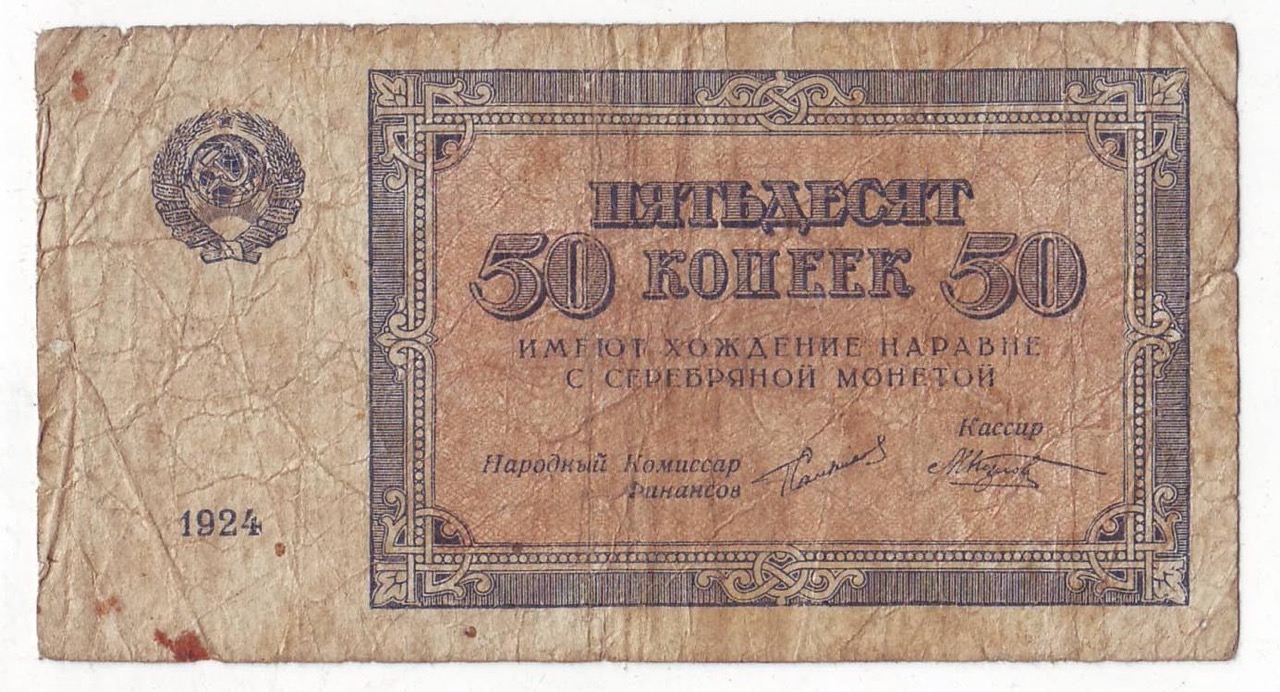 1924
ПЯТЬДЕСЯТ
50 КОПЕЕК 50
ИМЕЮТ ХОЖДЕНИЕ НАРАВНЕ
С СЕРЕБРЯНОЙ МОНЕТОЙ
Кассир
Народный Комиссар
Финансов